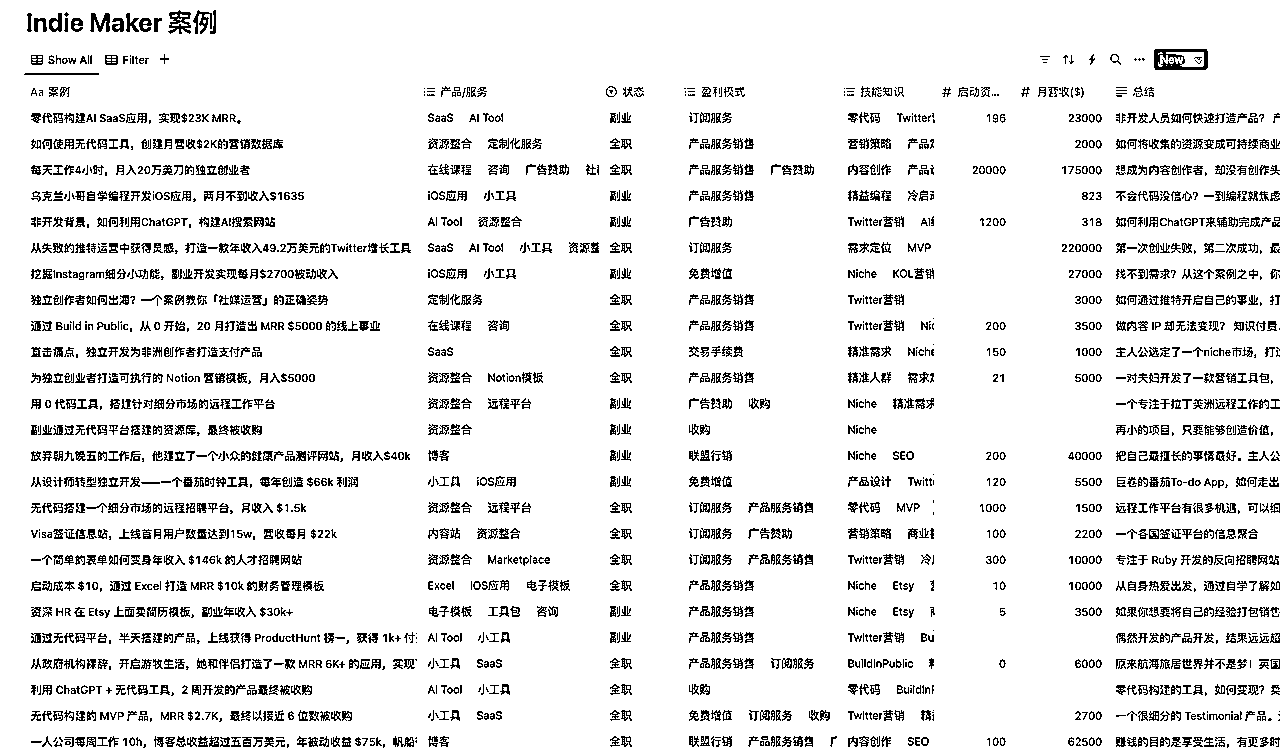 Indie Maker 案例
Show All Filter + New
Aa 案例 产品/服务 状态 盈利模式 技能知识 # 启动资... # 月营收($) 总结
零代码构建AI SaaS应用，实现$23K MRR。 SaaS AI Tool 副业 订阅服务 零代码 Twitter 196 23000 非开发人员如何快速打造产品？
如何使用无代码工具，创建月营收$2K的营销数据库 资源整合 定制化服务 全职 产品服务销售 营销策略 产品 2000 如何将收集的资源变成可持续商业
每天工作4小时，月入20万美刀的独立创业者 在线课程 咨询 广告赞助 社 全职 产品服务销售 广告赞助 内容创作 产品 20000 175000 想成为内容创作者，却没有创作头
乌克兰小哥自学编程开发iOS应用，两月不到收入$1635 iOS应用 小工具 全职 产品服务销售 精益编程 冷启 823 不会代码没信心？一到编程就焦虑
非开发背景，如何利用ChatGPT，构建AI搜索网站 AI Tool 资源整合 副业 广告赞助 Twitter营销 1200 318 如何利用ChatGPT来辅助完成产品
从失败的推特运营中获得灵感，打造一款年收入49.2万美元的Twitter增长工具 SaaS AI Tool 小工具 资源整 全职 订阅服务 需求定位 MVP 220000 第一次创业失败，第二次成功，最
挖掘Instagram细分小功能，副业开发实现每月$2700被动收入 iOS应用 小工具 副业 免费增值 Niche KOL营销 27000 找不到需求？从这个案例之中，你
独立创作者如何出海？一个案例教你「社媒运营」的正确姿势 定制化服务 全职 产品服务销售 Twitter营销 3000 如何通过推特开启自己的事业，打
通过 Build in Public，从 0 开始，20 月打造出 MRR $5000 的线上事业 在线课程 咨询 全职 产品服务销售 Twitter营销 Nic 200 3500 做内容 IP 却无法变现？ 知识付费
直击痛点，独立开发为非洲创作者打造支付产品 SaaS 全职 交易手续费 精准需求 Niche 150 1000 主人公选定了一个niche市场，打造
为独立创业者打造可执行的 Notion 营销模板，月入$5000 资源整合 Notion模板 全职 产品服务销售 精准人群 需求 21 5000 一对夫妇开发了一款营销工具包，
用 0 代码工具，搭建针对细分市场的远程工作平台 资源整合 远程平台 副业 广告赞助 收购 Niche 精准需求 一个专注于拉丁美洲远程工作的工
副业通过无代码平台搭建的资源库，最终被收购 资源整合 副业 收购 Niche 再小的项目，只要能够创造价值，
放弃朝九晚五的工作后，他建立了一个小众的健康产品测评网站，月收入$40k 博客 副业 联盟行销 Niche SEO 200 40000 把自己最擅长的事情最好。主人公
从设计师转型独立开发——一个番茄时钟工具，每年创造 $66k 利润 小工具 iOS应用 副业 免费增值 产品设计 Twitt 120 5500 巨卷的番茄To-do App，如何走出
无代码搭建一个细分市场的远程招聘平台，月收入 $1.5k 资源整合 远程平台 全职 订阅服务 产品服务销售 零代码 MVP 1000 1500 远程工作平台有很多机遇，可以细
Visa签证信息站，上线首月用户数量达到15w，营收每月 $22k 内容站 资源整合 全职 订阅服务 广告赞助 营销策略 商业 100 2200 一个各国签证平台的信息聚合
一个简单的表单如何变身年收入 $146k 的人才招聘网站 资源整合 Marketplace 全职 订阅服务 产品服务销售 Twitter营销 冷 300 10000 专注于 Ruby 开发的反向招聘网站
启动成本 $10，通过 Excel 打造 MRR $10k 的财务管理模板 Excel iOS应用 电子模板 全职 产品服务销售 Niche Etsy 10 10000 从自身热爱出发，通过自学了解如
资深 HR 在 Etsy 上面卖简历模板，副业年收入 $30k+ 电子模板 工具包 咨询 副业 产品服务销售 Niche Etsy 5 3500 如果你想要将自己的经验打包销售
通过无代码平台，半天搭建的产品，上线获得 ProductHunt 榜一，获得 1k+ 付 AI Tool 小工具 副业 产品服务销售 Twitter营销 Bu 偶然开发的产品开发，结果远远超
从政府机构裸辞，开启游牧生活，她和伴侣打造了一款 MRR 6K+ 的应用，实现 小工具 SaaS 全职 产品服务销售 订阅服务 BuildInPublic 0 6000 原来航海旅居世界并不是梦！英国
利用 ChatGPT + 无代码工具，2 周开发的产品最终被收购 AI Tool 小工具 全职 收购 零代码 BuildInP 零代码构建的工具，如何变现？
无代码构建的 MVP 产品，MRR $2.7K，最终以接近 6 位数被收购 小工具 SaaS 全职 免费增值 订阅服务 收购 Twitter营销 2700 一个很细分的 Testimonial 产品。
一人公司每周工作 10h，博客总收益超过五百万美元，年被动收益 $75k，帆船 博客 全职 联盟行销 产品服务销售 内容创作 SEO 100 62500 赚钱的目的是享受生活，有更多时